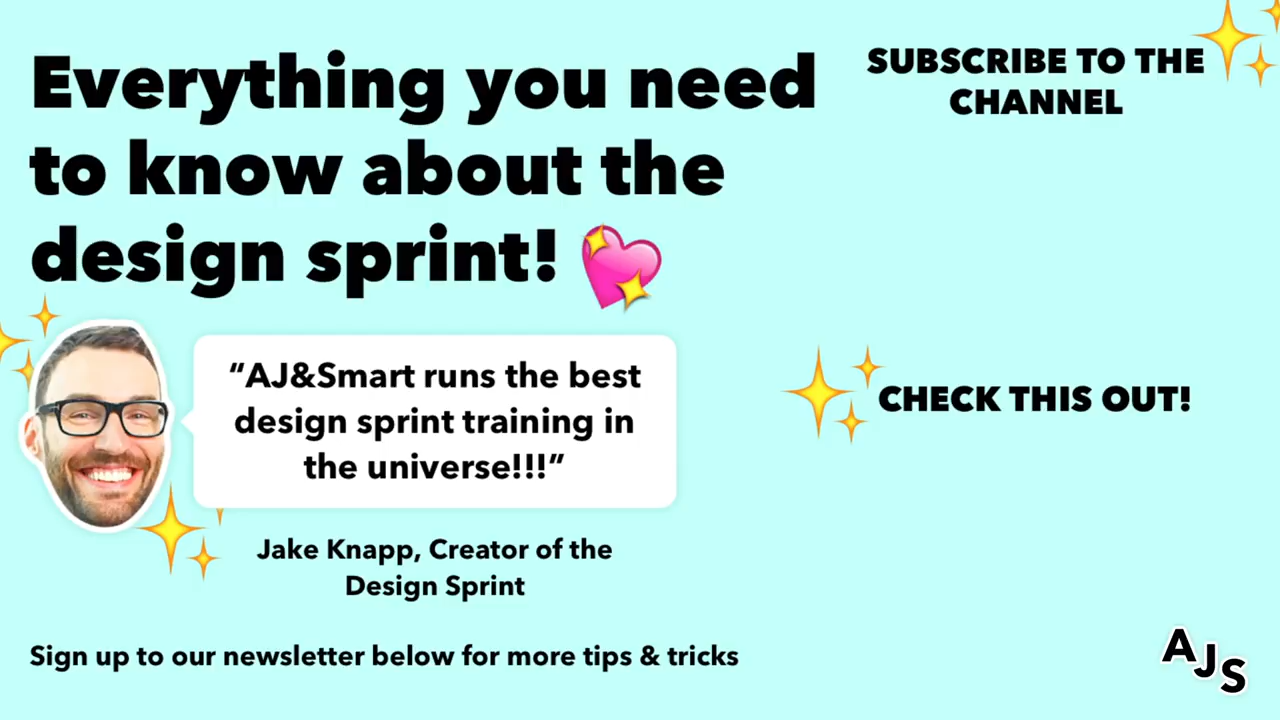 Everything you need
to know about the
design sprint!
SUBSCRIBE TO THE
CHANNEL
“AJ&Smart runs the best
design sprint training in
the universe!!!”
Jake Knapp, Creator of the
Design Sprint
CHECK THIS OUT!
Sign up to our newsletter below for more tips & tricks
AJS